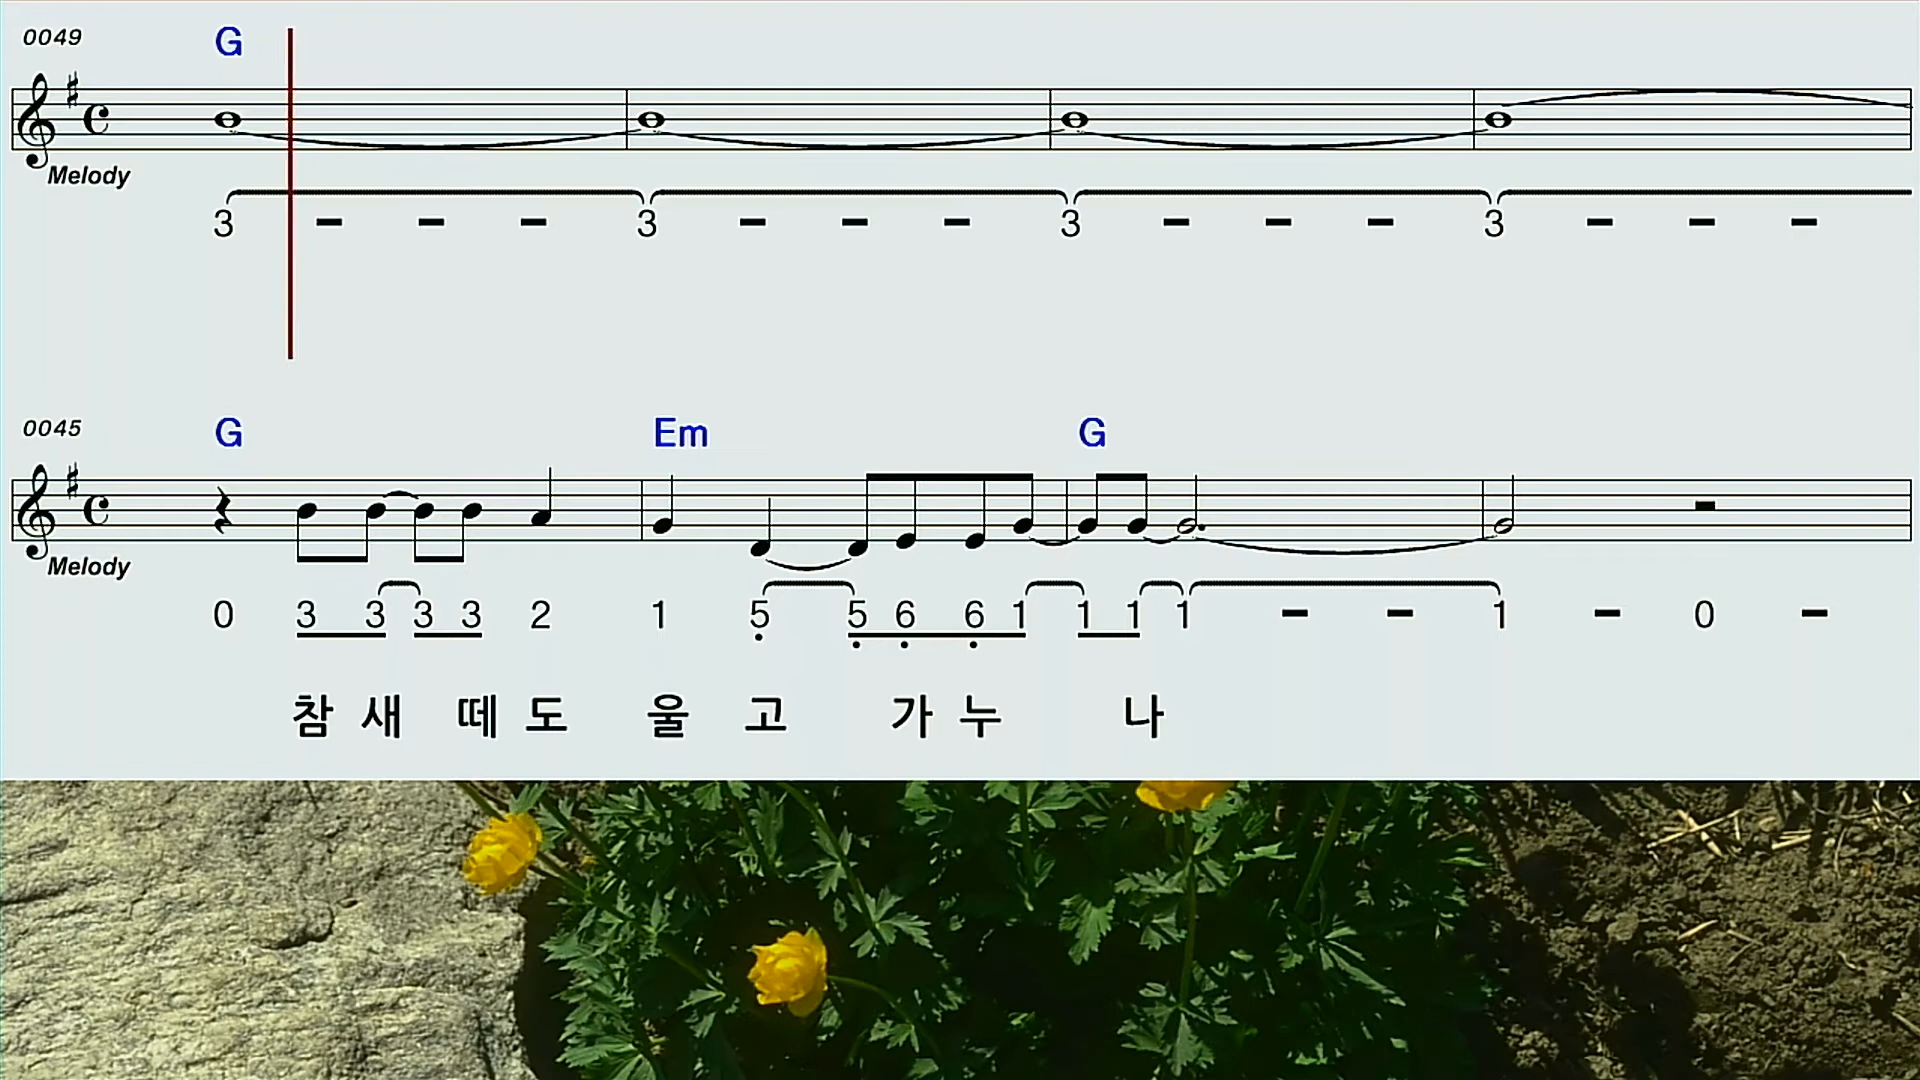 0049 G
Melody
3 - - - 3 - - - 3 - - - 3 - - -
0045 G Em G
Melody
0 3 3 3 3 2 1 5 5 6 6 1 1 1 1 - - 1 - 0 -
참 새 떼 도 울 고 가 누 나